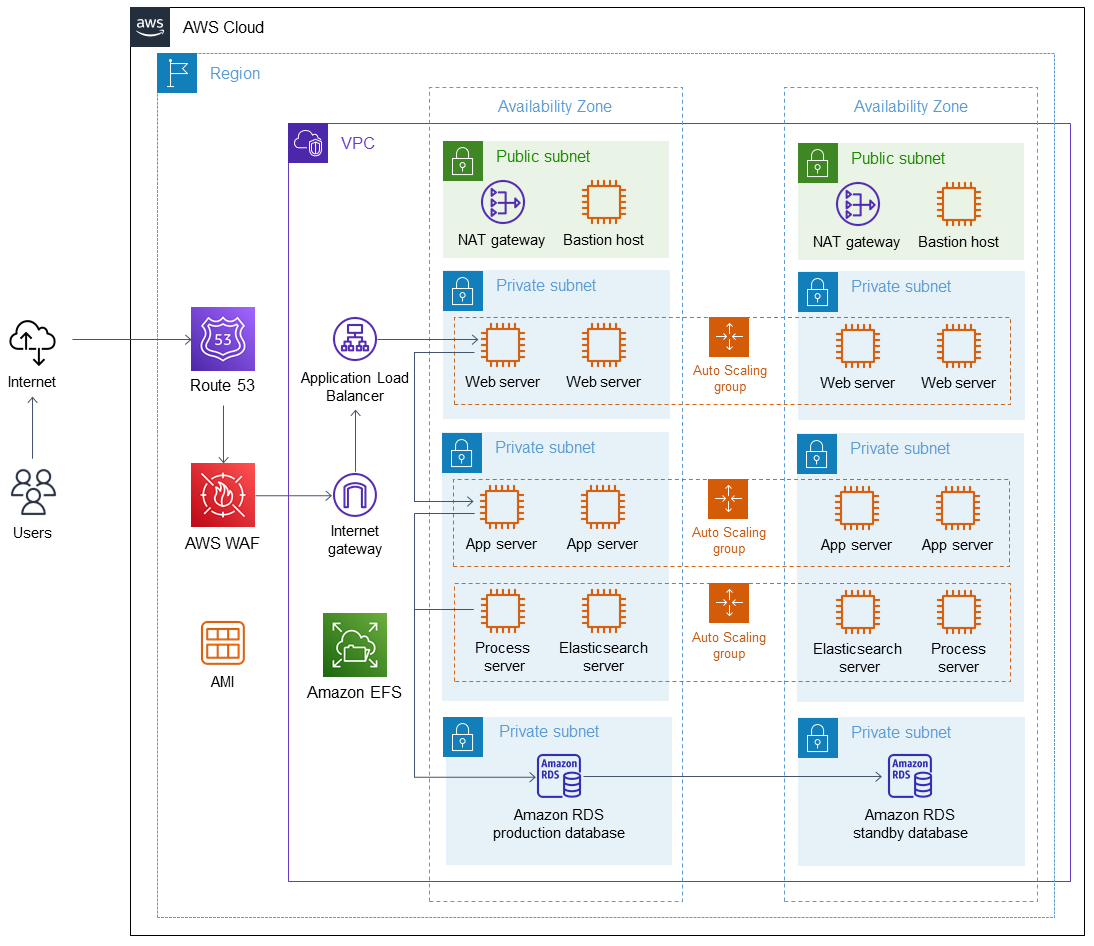 aws
AWS Cloud
Region
Availability Zone
Availability Zone
VPC
Public subnet
NAT gateway
Bastion host
Public subnet
NAT gateway
Bastion host
Private subnet
Private subnet
Internet
Users
53
Route 53
AWS WAF
AMI
Application Load
Balancer
Internet
gateway
Amazon EFS
Web server
Web server
Auto Scaling
group
Web server
Web server
Private subnet
Private subnet
App server
App server
Auto Scaling
group
App server
App server
Process
server
Elasticsearch
server
Auto Scaling
group
Elasticsearch
server
Process
server
Private subnet
Amazon
RDS
Amazon RDS
production database
Private subnet
Amazon
RDS
Amazon RDS
standby database